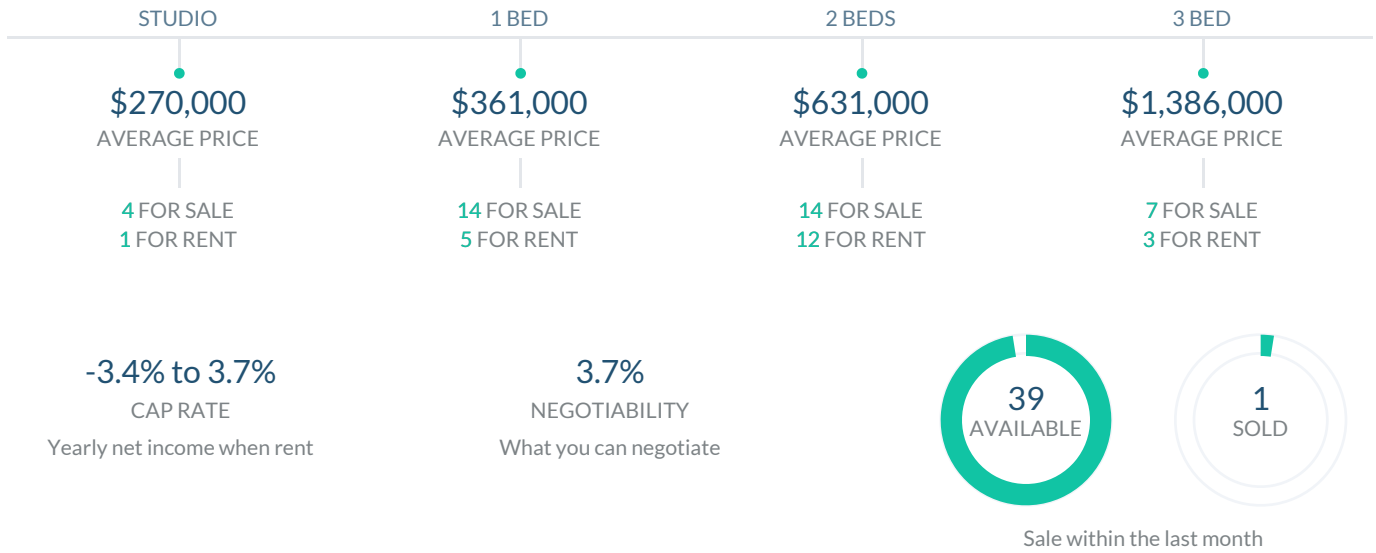 STUDIO
1 BED
2 BEDS
3 BED
$270,000
$361,000
$631,000
$1,386,000
AVERAGE PRICE
AVERAGE PRICE
AVERAGE PRICE
AVERAGE PRICE
4 FOR SALE
14 FOR SALE
14 FOR SALE
7 FOR SALE
1 FOR RENT
5 FOR RENT
12 FOR RENT
3 FOR RENT
-3.4% to 3.7%
CAP RATE
Yearly net income when rent
3.7%
NEGOTIABILITY
What you can negotiate
39
AVAILABLE
1
SOLD
Sale within the last month